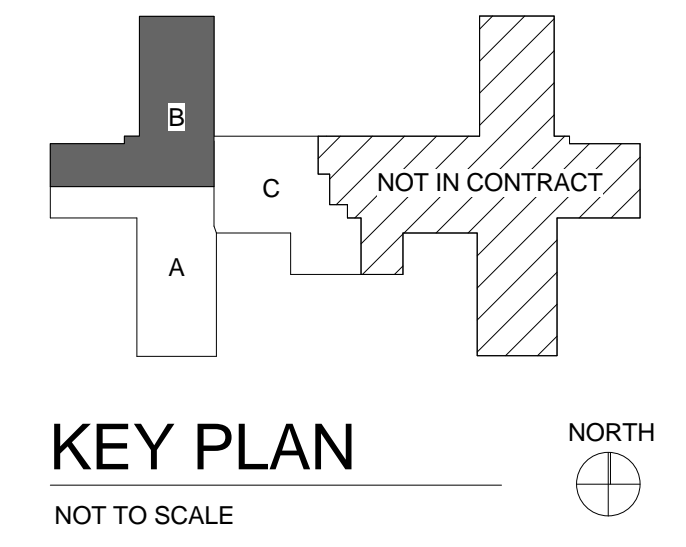 B
C
NOT IN CONTRACT
A
KEY PLAN
NORTH
NOT TO SCALE